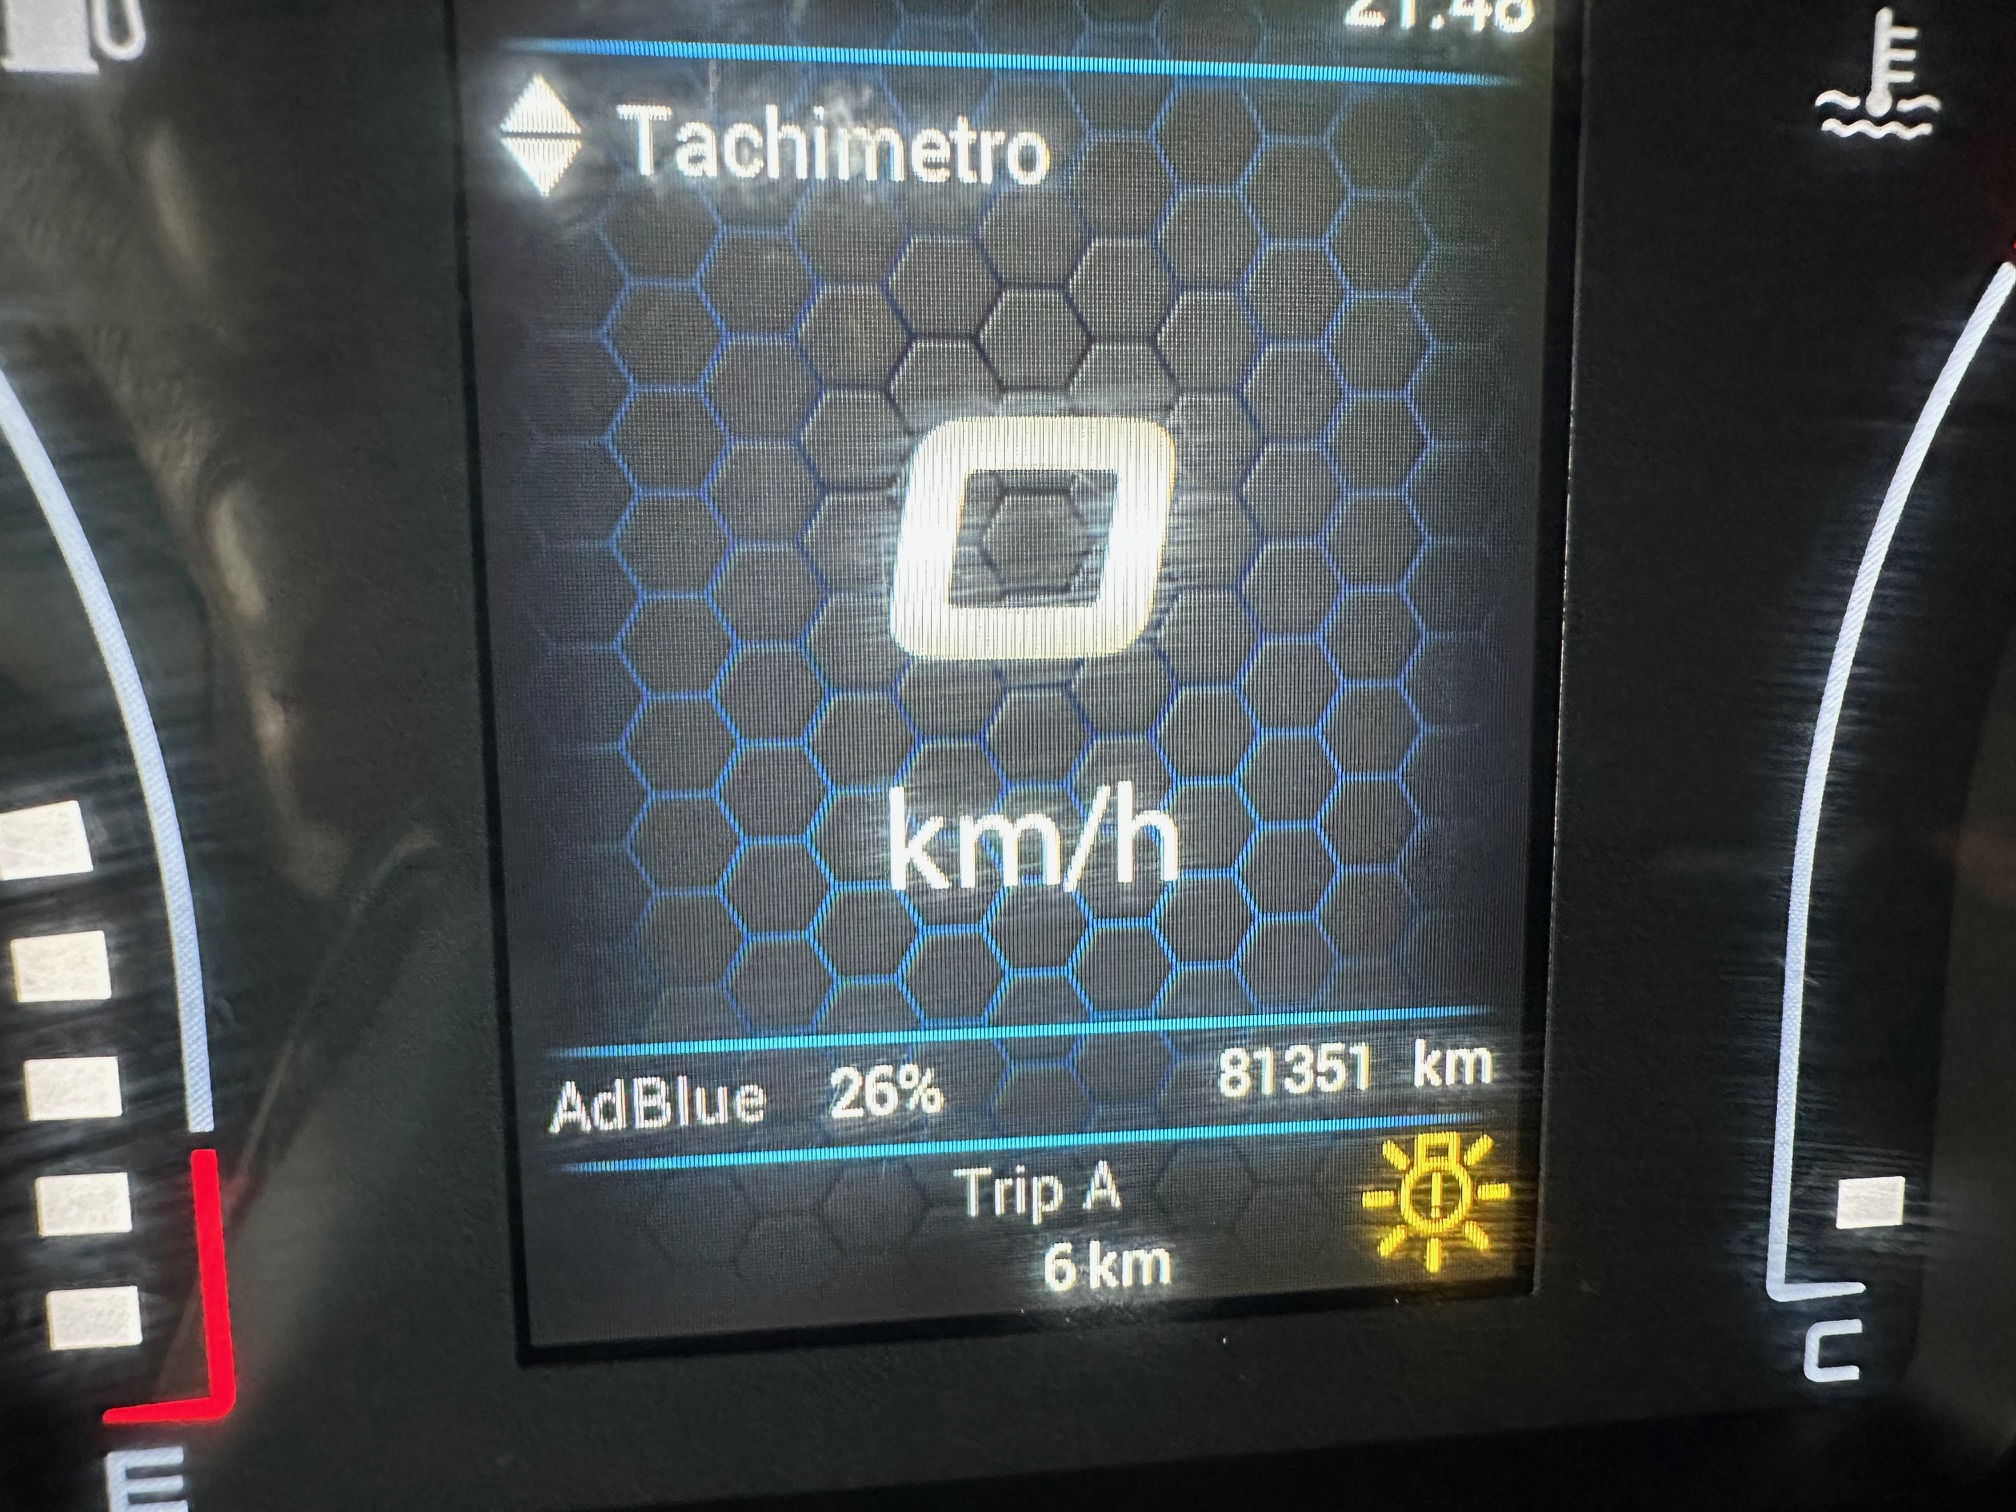 Tachimetro
0
km/h
AdBlue 26% 81351 km
Trip A
6 km
E
C